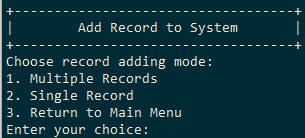 +-----------------------------------+
|        Add Record to System       |
+-----------------------------------+
Choose record adding mode:
1. Multiple Records
2. Single Record
3. Return to Main Menu
Enter your choice: